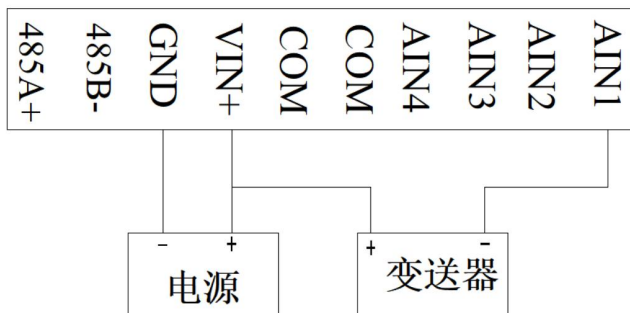 485A+
485B-
GND
VIN+
COM
COM
AIN4
AIN3
AIN2
AIN1
- +
电源
+ -
变送器